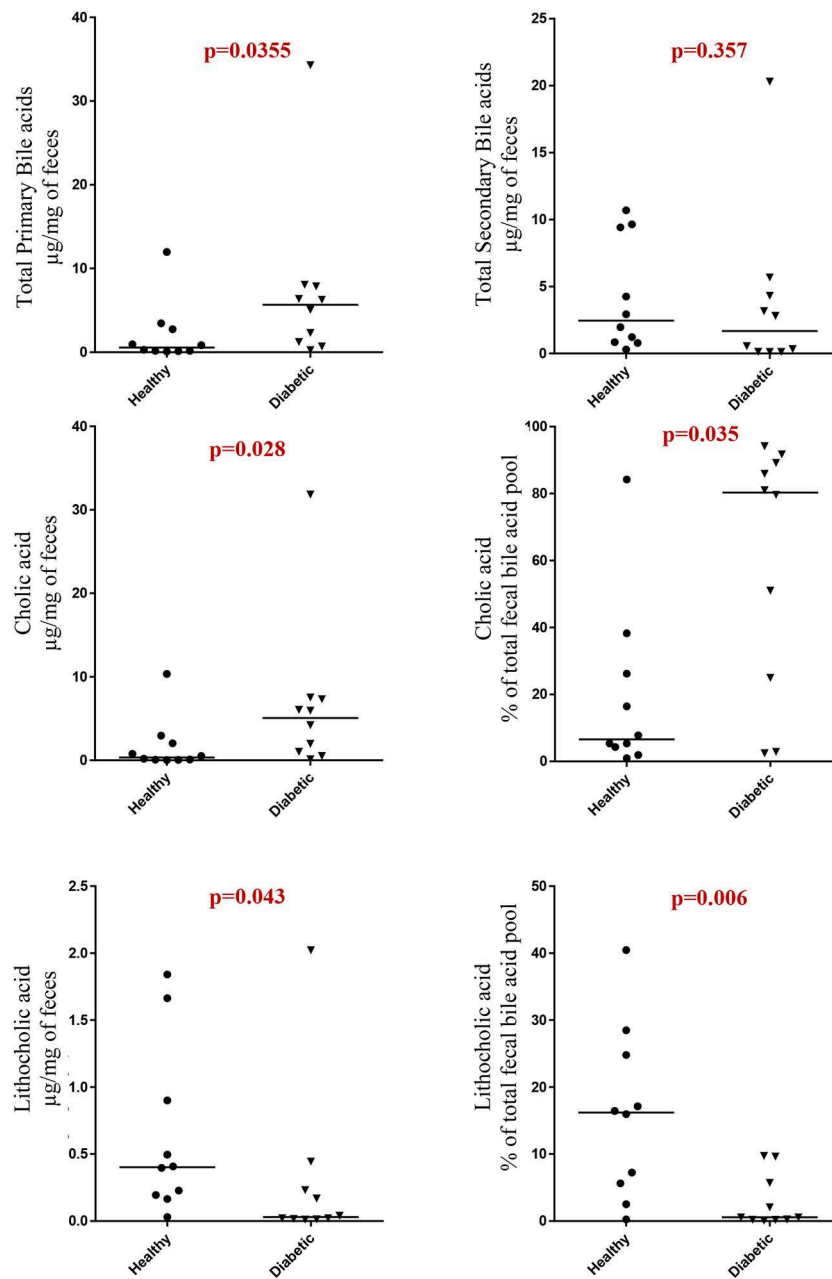 Total Primary Bile acids
µg/mg of feces
40
30
20
10
0
p=0.0355
Healthy
Diabetic
Total Secondary Bile acids
µg/mg of feces
25
20
15
10
5
0
p=0.357
Healthy
Diabetic
Cholic acid
µg/mg of feces
40
30
20
10
0
p=0.028
Healthy
Diabetic
Cholic acid
% of total fecal bile acid pool
100
80
60
40
20
0
p=0.035
Healthy
Diabetic
Lithocholic acid
µg/mg of feces
2.5
2.0
1.5
1.0
0.5
0.0
p=0.043
Healthy
Diabetic
Lithocholic acid
% of total fecal bile acid pool
50
40
30
20
10
0
p=0.006
Healthy
Diabetic